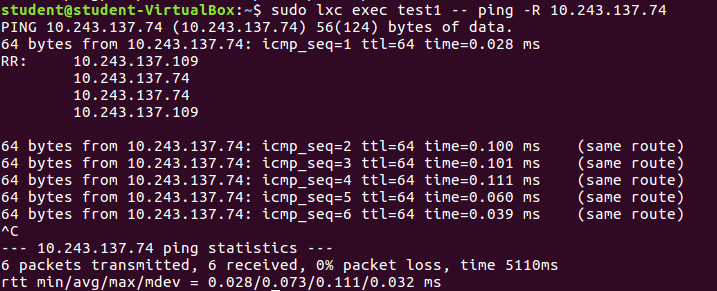 student@student-VirtualBox:~$ sudo lxc exec test1 -- ping -R 10.243.137.74
PING 10.243.137.74 (10.243.137.74) 56(124) bytes of data.
64 bytes from 10.243.137.74: icmp_seq=1 ttl=64 time=0.028 ms
RR:     10.243.137.109
        10.243.137.74
        10.243.137.74
        10.243.137.109

64 bytes from 10.243.137.74: icmp_seq=2 ttl=64 time=0.100 ms    (same route)
64 bytes from 10.243.137.74: icmp_seq=3 ttl=64 time=0.101 ms    (same route)
64 bytes from 10.243.137.74: icmp_seq=4 ttl=64 time=0.111 ms    (same route)
64 bytes from 10.243.137.74: icmp_seq=5 ttl=64 time=0.060 ms    (same route)
64 bytes from 10.243.137.74: icmp_seq=6 ttl=64 time=0.039 ms    (same route)
^C
--- 10.243.137.74 ping statistics ---
6 packets transmitted, 6 received, 0% packet loss, time 5110ms
rtt min/avg/max/mdev = 0.028/0.073/0.111/0.032 ms